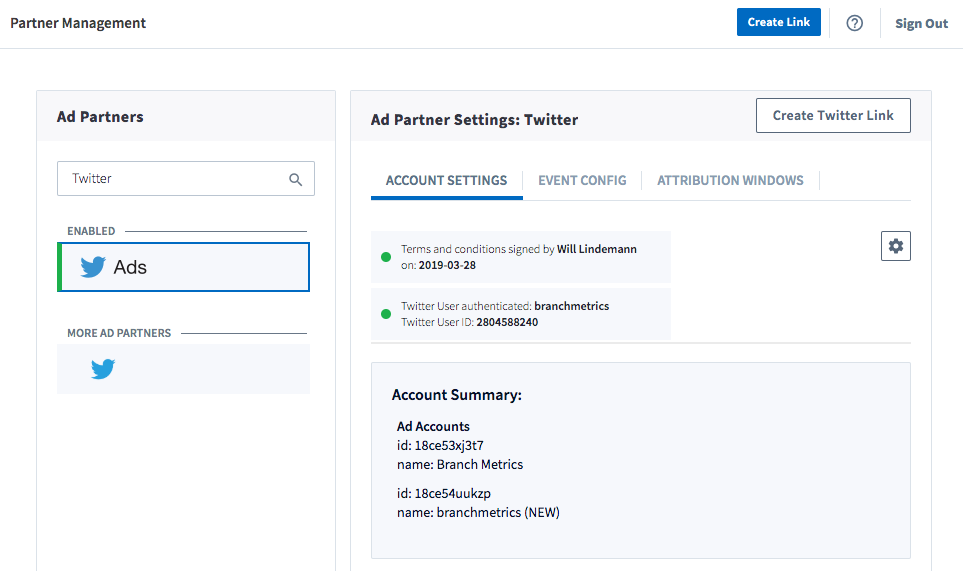 Partner Management
Create Link
Sign Out
Ad Partners
Twitter
ENABLED
Ads
MORE AD PARTNERS
Ad Partner Settings: Twitter
Create Twitter Link
ACCOUNT SETTINGS
EVENT CONFIG
ATTRIBUTION WINDOWS
Terms and conditions signed by Will Lindemann
on: 2019-03-28
Twitter User authenticated: branchmetrics
Twitter User ID: 2804588240
Account Summary:
Ad Accounts
id: 18ce53xj3t7
name: Branch Metrics
id: 18ce54uukzp
name: branchmetrics (NEW)